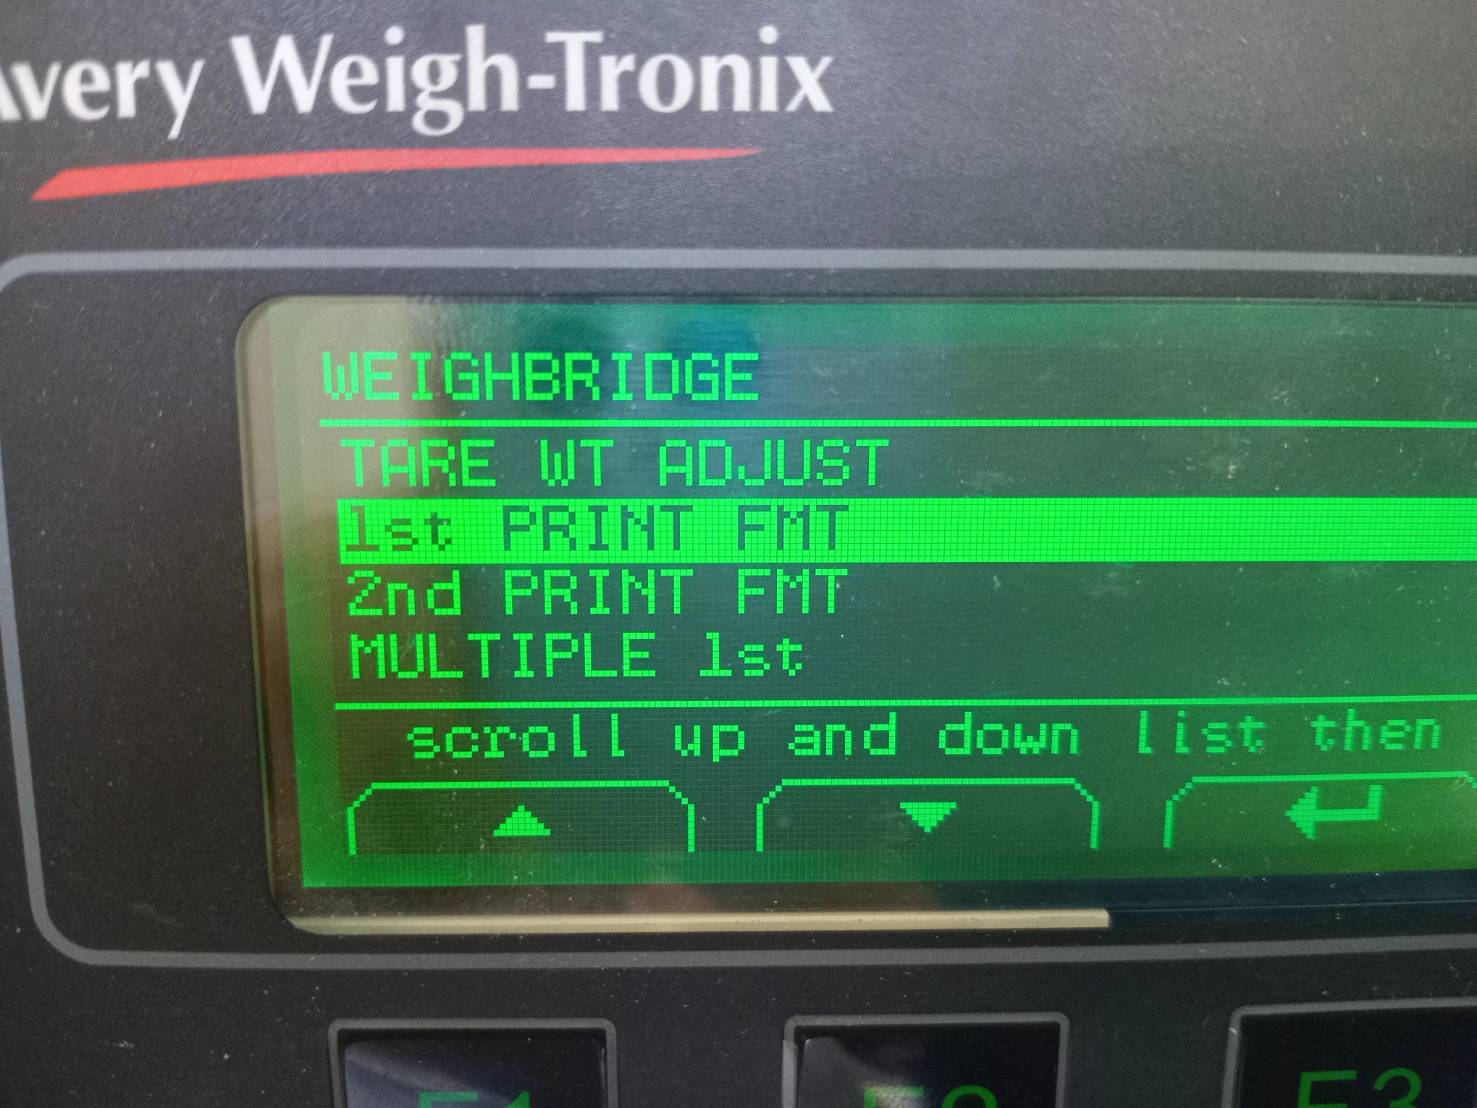 Avery Weigh-Tronix
WEIGHBRIDGE
TARE WT ADJUST
1st PRINT FMT
2nd PRINT FMT
MULTIPLE 1st
scroll up and down list then
F1 F2 F3